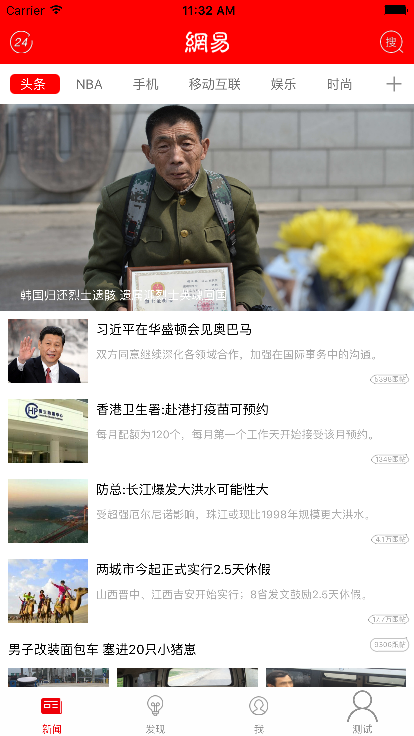 Carrier 11:32 AM
24 網易 搜
头条 NBA 手机 移动互联 娱乐 时尚
韩国归还烈士遗骸 遗孀迎烈士英魂回国
习近平在华盛顿会见奥巴马
双方同意继续深化各领域合作，加强在国际事务中的沟通。
5396跟帖
香港卫生署:赴港打疫苗可预约
每月配额为120个，每月第一个工作天开始接受该月预约。
1349跟帖
防总:长江爆发大洪水可能性大
受超强厄尔尼诺影响，珠江或现比1998年规模更大洪水。
4.1万跟帖
两城市今起正式实行2.5天休假
山西晋中、江西吉安开始实行；8省发文鼓励2.5天休假。
17.7万跟帖
男子改装面包车 塞进20只小猪崽
9306跟帖
新闻 发现 我 测试